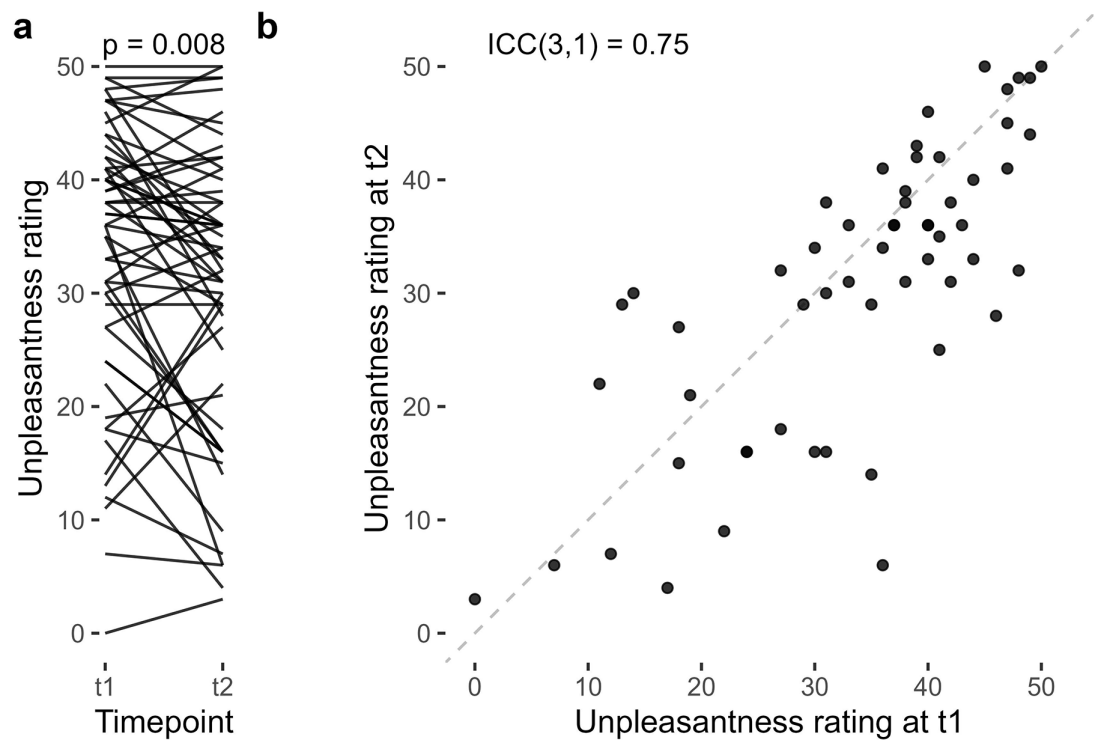 a
p = 0.008
Unpleasantness rating
50
40
30
20
10
0
t1 t2
Timepoint
b
ICC(3,1) = 0.75
Unpleasantness rating at t2
50
40
30
20
10
0
0 10 20 30 40 50
Unpleasantness rating at t1